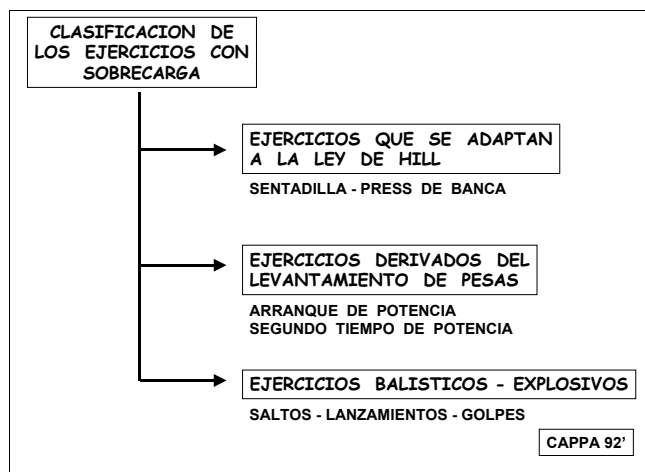 CLASIFICACION DE
LOS EJERCICIOS CON
SOBRECARGA
EJERCICIOS QUE SE ADAPTAN
A LA LEY DE HILL
SENTADILLA - PRESS DE BANCA
EJERCICIOS DERIVADOS DEL
LEVANTAMIENTO DE PESAS
ARRANQUE DE POTENCIA
SEGUNDO TIEMPO DE POTENCIA
EJERCICIOS BALISTICOS - EXPLOSIVOS
SALTOS - LANZAMIENTOS - GOLPES
CAPPA 92'